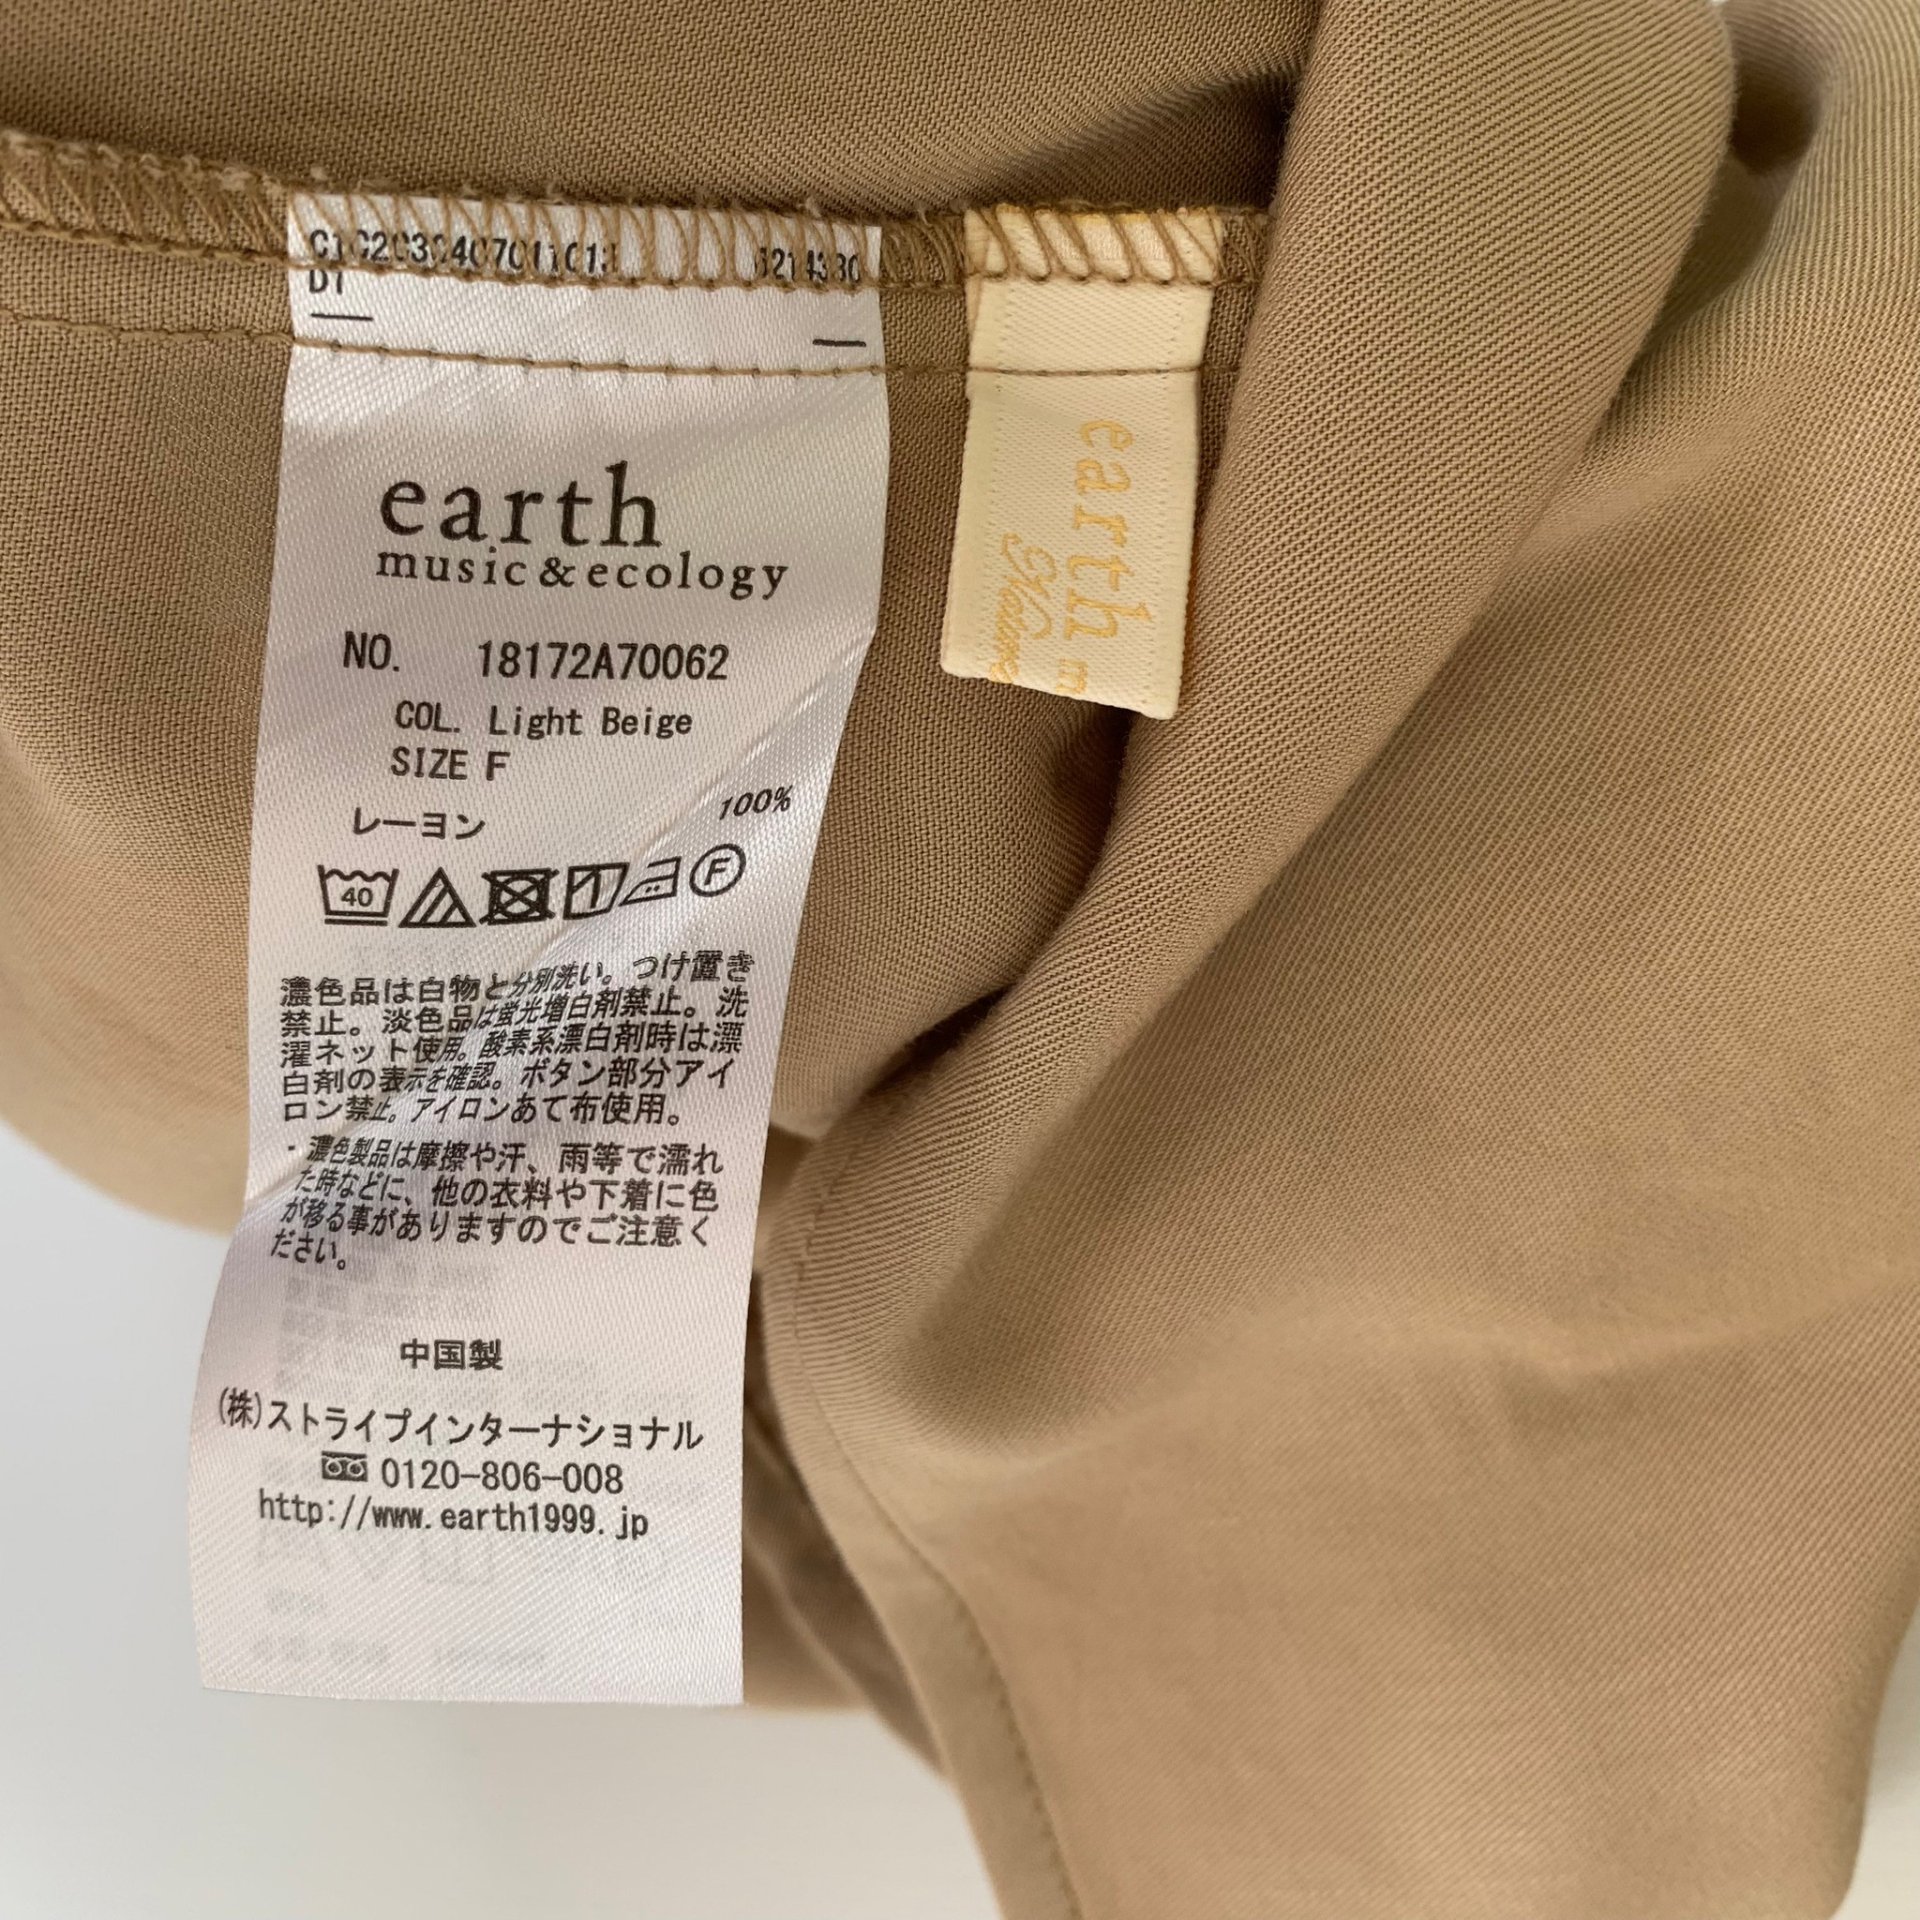 D1
earth
music&ecology
NO. 18172A70062
COL. Light Beige
SIZE F
レーヨン 100%
40
F
濃色品は白物と分別洗い。つけ置き
禁止。淡色品は蛍光増白剤禁止。洗
濯ネット使用。酸素系漂白剤時は漂
白剤の表示を確認。ボタン部分アイ
ロン禁止。アイロンあて布使用。
・濃色製品は摩擦や汗、雨等で濡れ
た時などに、他の衣料や下着に色
が移る事がありますのでご注意く
ださい。
中国製
(株)ストライプインターナショナル
0120-806-008
http://www.earth1999.jp
earth m